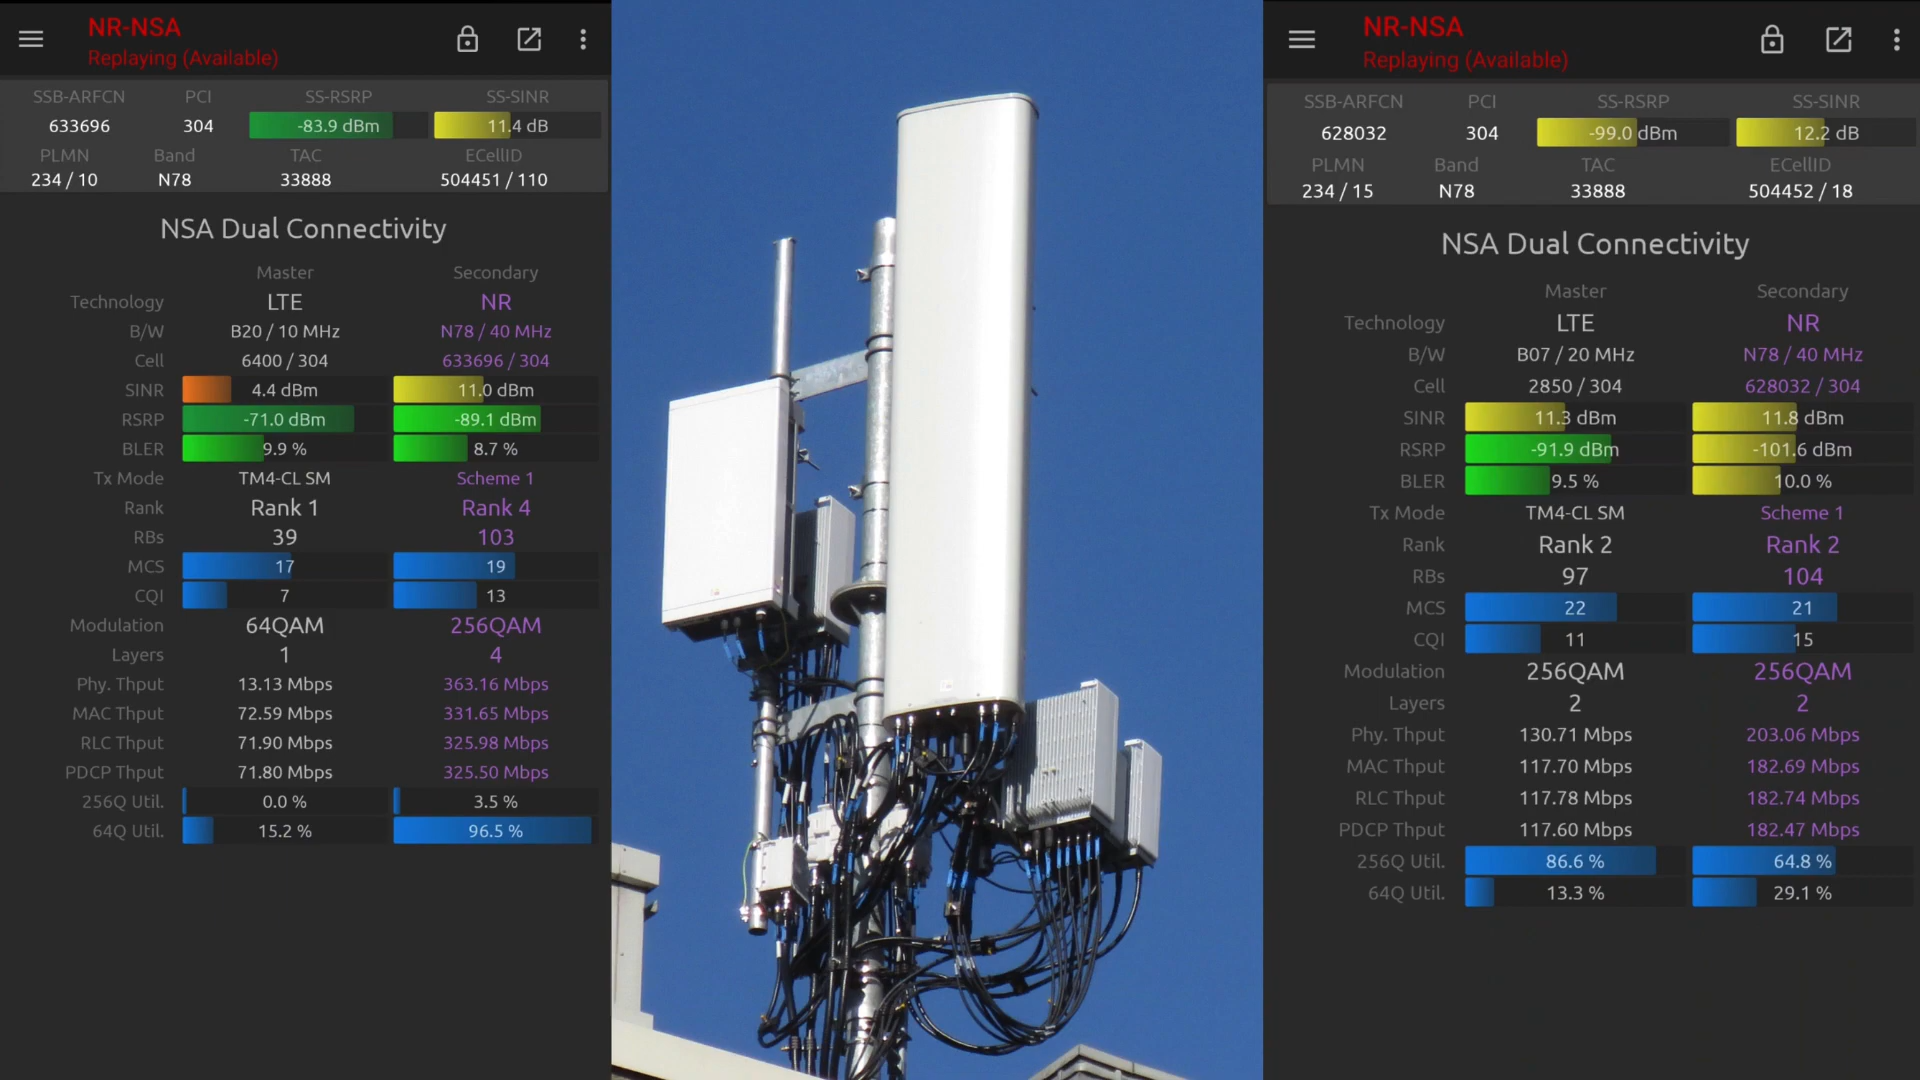 NR-NSA
Replaying (Available)
SSB-ARFCN PCI SS-RSRP SS-SINR
633696 304 -83.9 dBm 11.4 dB
PLMN Band TAC ECellID
234 / 10 N78 33888 504451 / 110
NSA Dual Connectivity
Master Secondary
Technology LTE NR
B/W B20 / 10 MHz N78 / 40 MHz
Cell 6400 / 304 633696 / 304
SINR 4.4 dBm 11.0 dBm
RSRP -71.0 dBm -89.1 dBm
BLER 9.9 % 8.7 %
Tx Mode TM4-CL SM Scheme 1
Rank Rank 1 Rank 4
RBs 39 103
MCS 17 19
CQI 7 13
Modulation 64QAM 256QAM
Layers 1 4
Phy. Thput 13.13 Mbps 363.16 Mbps
MAC Thput 72.59 Mbps 331.65 Mbps
RLC Thput 71.90 Mbps 325.98 Mbps
PDCP Thput 71.80 Mbps 325.50 Mbps
256Q Util. 0.0 % 3.5 %
64Q Util. 15.2 % 96.5 %
NR-NSA
Replaying (Available)
SSB-ARFCN PCI SS-RSRP SS-SINR
628032 304 -99.0 dBm 12.2 dB
PLMN Band TAC ECellID
234 / 15 N78 33888 504452 / 18
NSA Dual Connectivity
Master Secondary
Technology LTE NR
B/W B07 / 20 MHz N78 / 40 MHz
Cell 2850 / 304 628032 / 304
SINR 11.3 dBm 11.8 dBm
RSRP -91.9 dBm -101.6 dBm
BLER 9.5 % 10.0 %
Tx Mode TM4-CL SM Scheme 1
Rank Rank 2 Rank 2
RBs 97 104
MCS 22 21
CQI 11 15
Modulation 256QAM 256QAM
Layers 2 2
Phy. Thput 130.71 Mbps 203.06 Mbps
MAC Thput 117.70 Mbps 182.69 Mbps
RLC Thput 117.78 Mbps 182.74 Mbps
PDCP Thput 117.60 Mbps 182.47 Mbps
256Q Util. 86.6 % 64.8 %
64Q Util. 13.3 % 29.1 %